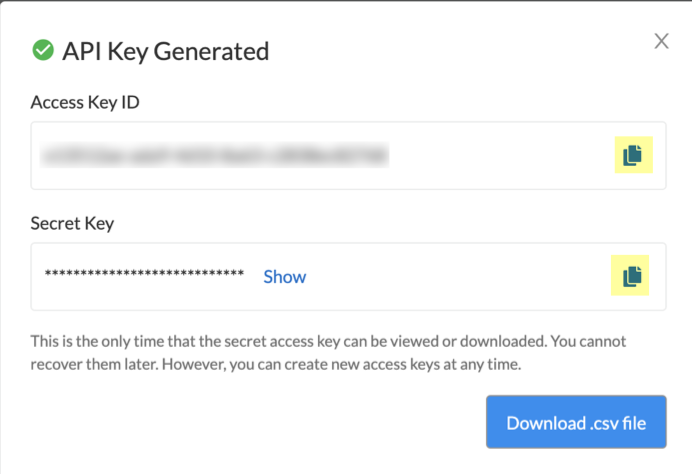 API Key Generated
Access Key ID
Secret Key
**************************** Show
This is the only time that the secret access key can be viewed or downloaded. You cannot
recover them later. However, you can create new access keys at any time.
Download .csv file